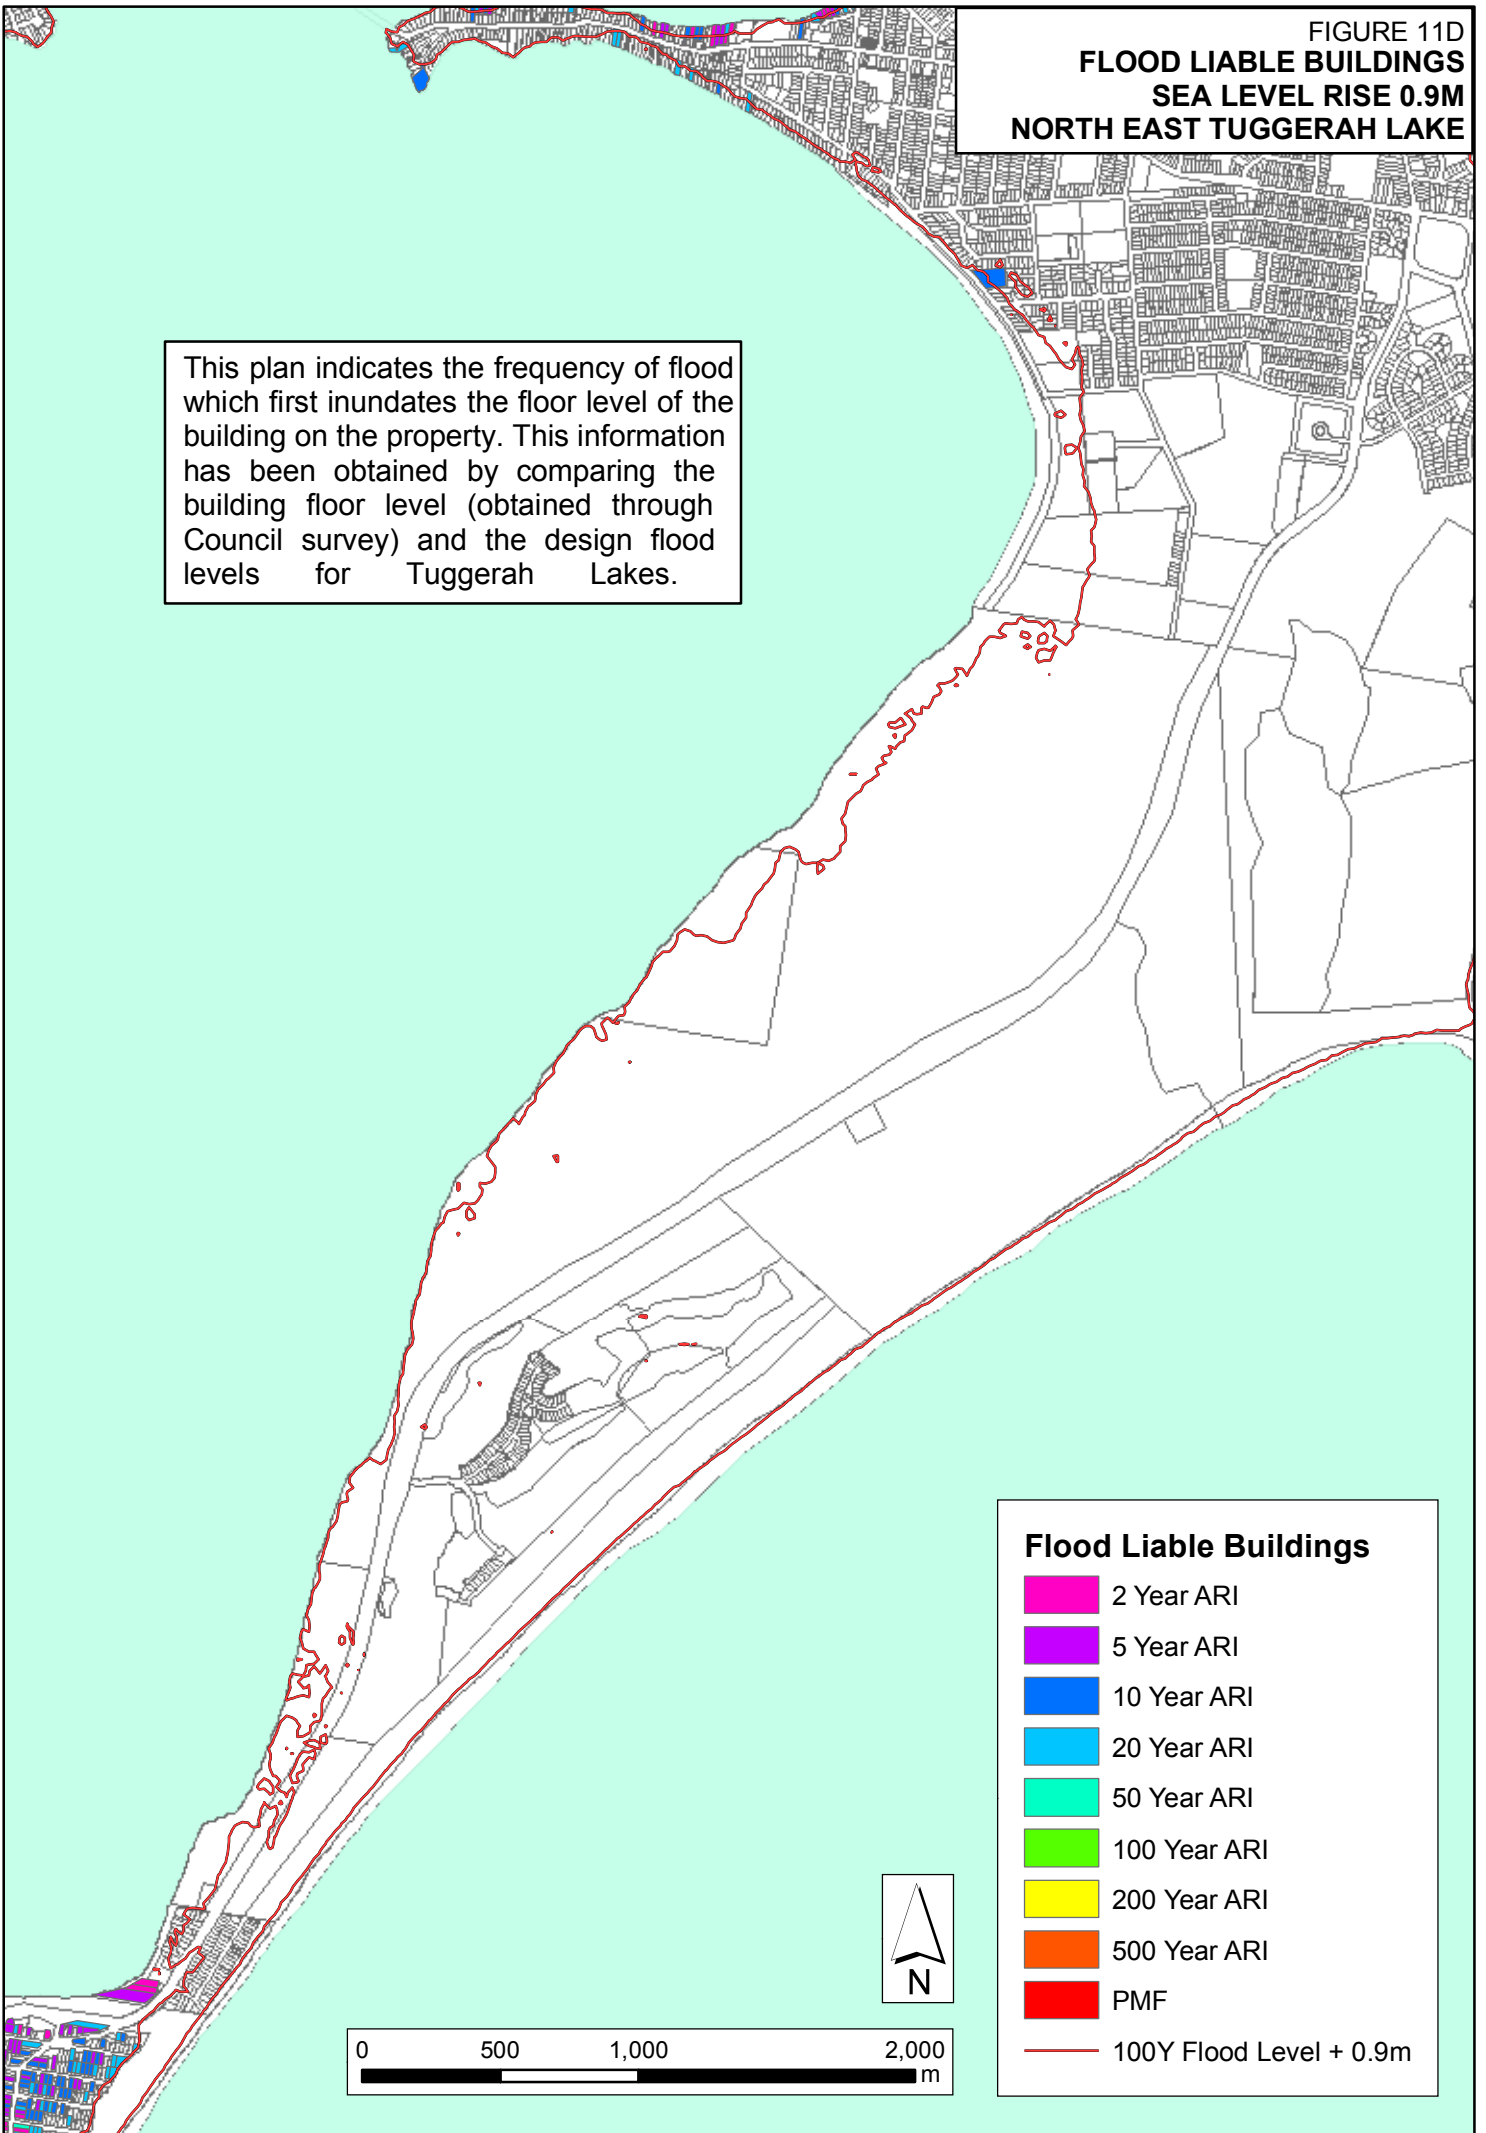 FIGURE 11D
FLOOD LIABLE BUILDINGS
SEA LEVEL RISE 0.9M
NORTH EAST TUGGERAH LAKE
This plan indicates the frequency of flood
which first inundates the floor level of the
building on the property. This information
has been obtained by comparing the
building floor level (obtained through
Council survey) and the design flood
levels for Tuggerah Lakes.
Flood Liable Buildings
2 Year ARI
5 Year ARI
10 Year ARI
20 Year ARI
50 Year ARI
100 Year ARI
200 Year ARI
500 Year ARI
PMF
100Y Flood Level + 0.9m
N
0 500 1,000 2,000
m